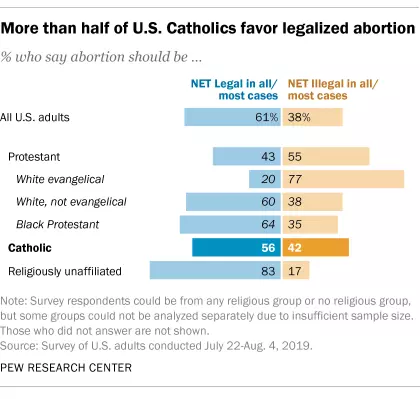 More than half of U.S. Catholics favor legalized abortion
% who say abortion should be ...
NET Legal in all/ NET Illegal in all/
most cases most cases
All U.S. adults 61% 38%
Protestant 43 55
White evangelical 20 77
White, not evangelical 60 38
Black Protestant 64 35
Catholic 56 42
Religiously unaffiliated 83 17
Note: Survey respondents could be from any religious group or no religious group,
but some groups could not be analyzed separately due to insufficient sample size.
Those who did not answer are not shown.
Source: Survey of U.S. adults conducted July 22-Aug. 4, 2019.
PEW RESEARCH CENTER